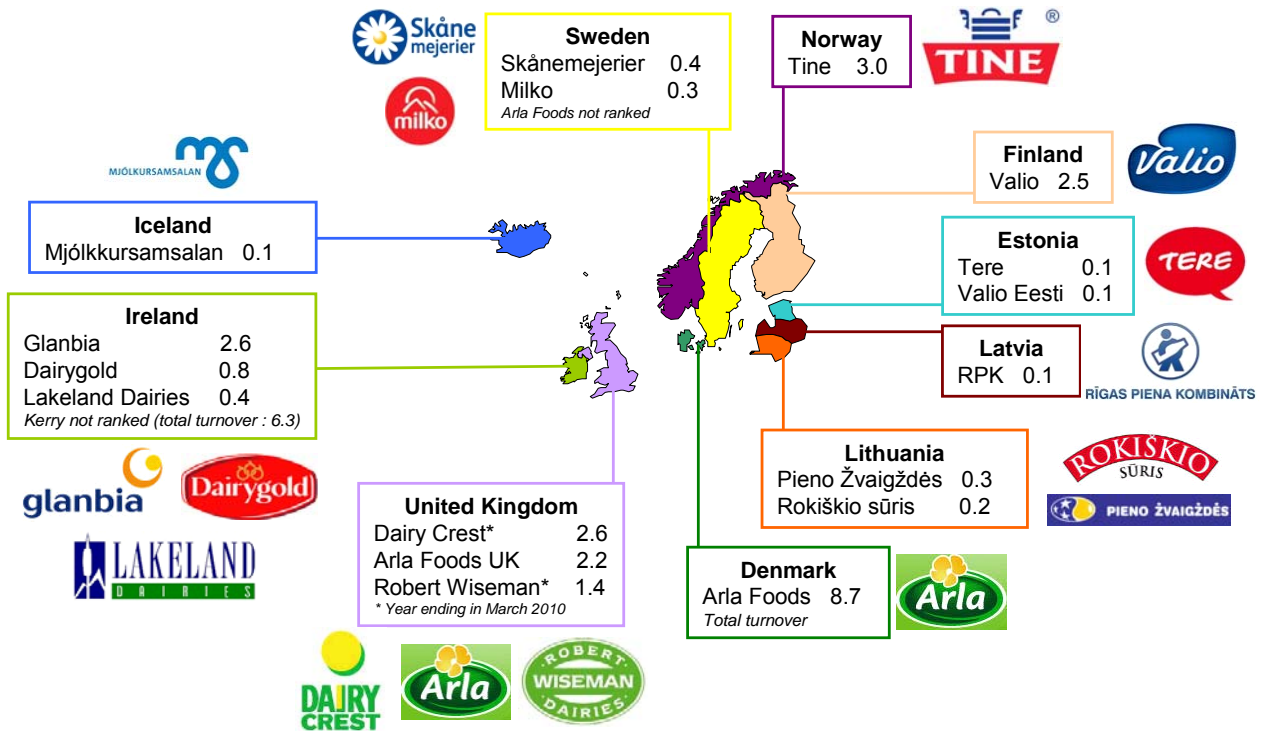 Skåne
mejerier
milko
Sweden
Skånemejerier 0.4
Milko 0.3
Arla Foods not ranked
Norway
Tine 3.0
®
TINE
MJÓLKURSAMSALAN
ms
Finland
Valio 2.5
Valio
Iceland
Mjólkkursamsalan 0.1
Estonia
Tere 0.1
Valio Eesti 0.1
TERE
Ireland
Glanbia 2.6
Dairygold 0.8
Lakeland Dairies 0.4
Kerry not ranked (total turnover : 6.3)
Latvia
RPK 0.1
RĪGAS PIENA KOMBINĀTS
glanbia
Dairygold
LAKELAND
DAIRIES
Lithuania
Pieno Žvaigždės 0.3
Rokiškio sūris 0.2
ROKIŠKIO
SŪRIS
PIENO ŽVAIGŽDĖS
United Kingdom
Dairy Crest* 2.6
Arla Foods UK 2.2
Robert Wiseman* 1.4
* Year ending in March 2010
Denmark
Arla Foods 8.7
Total turnover
Arla
DAIRY
CREST
Arla
ROBERT
WISEMAN
DAIRIES